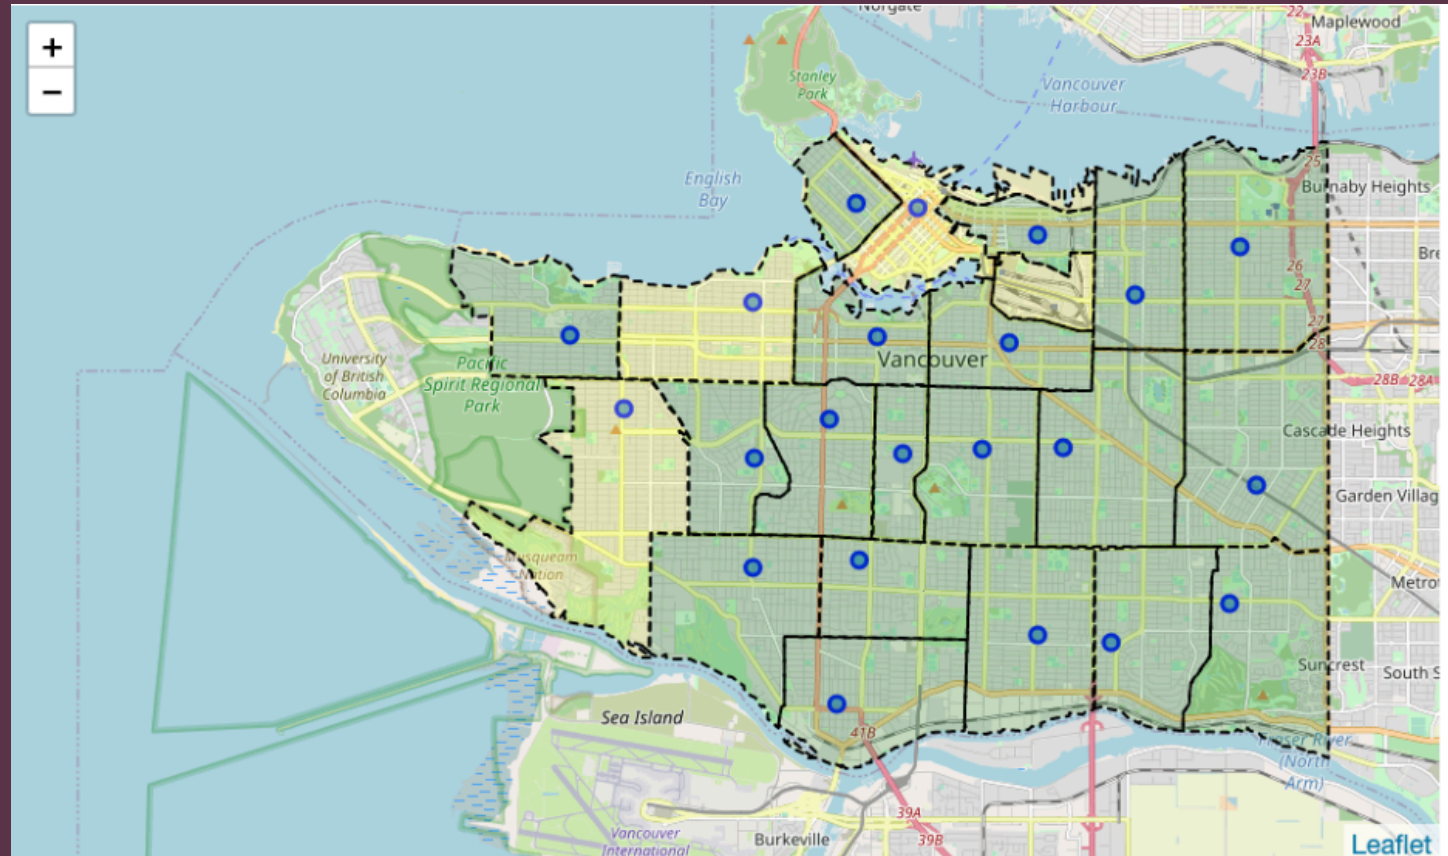 +
−
Norgate
22
Maplewood
23A
23B
Stanley
Park
Vancouver
Harbour
English
Bay
25
Burnaby Heights
26
27
27
28
28B
28A
University
of British
Columbia
Pacific
Spirit Regional
Park
Vancouver
Cascade Heights
Garden Villag
Musqueam
Nation
Metro
Suncrest
South S
Sea Island
41B
Fraser River
(North
Arm)
39A
39B
Burkeville
Vancouver
International
Leaflet